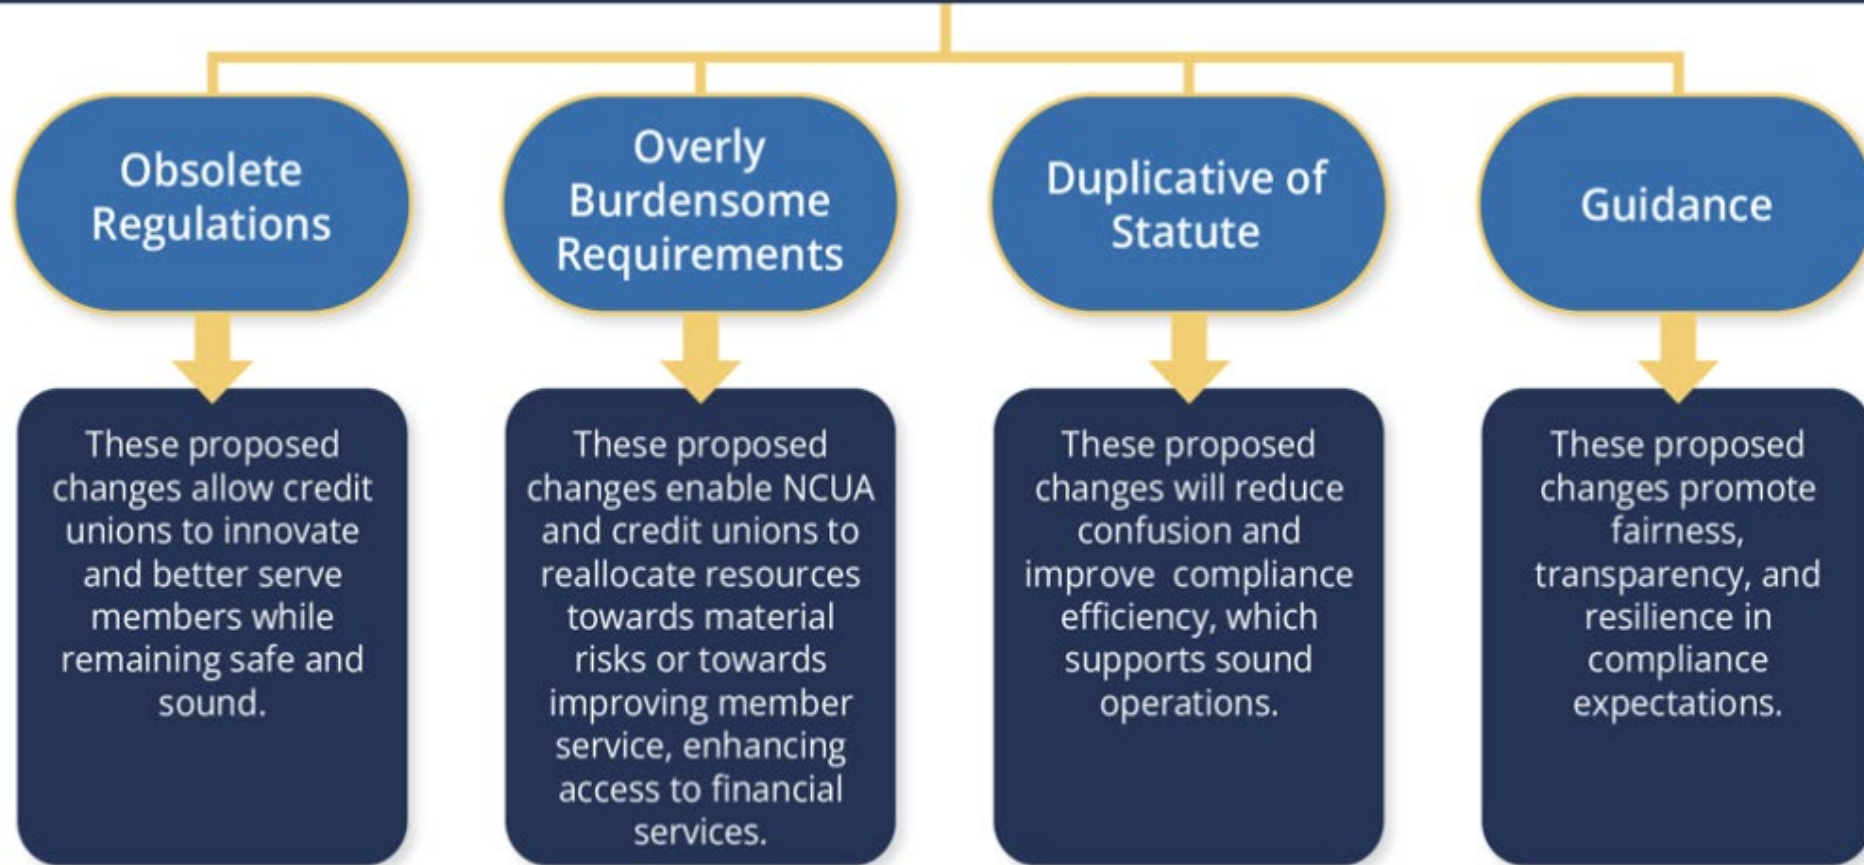 Obsolete
Regulations
These proposed
changes allow credit
unions to innovate
and better serve
members while
remaining safe and
sound.
Overly
Burdensome
Requirements
These proposed
changes enable NCUA
and credit unions to
reallocate resources
towards material
risks or towards
improving member
service, enhancing
access to financial
services.
Duplicative of
Statute
These proposed
changes will reduce
confusion and
improve  compliance
efficiency, which
supports sound
operations.
Guidance
These proposed
changes promote
fairness,
transparency, and
resilience in
compliance
expectations.